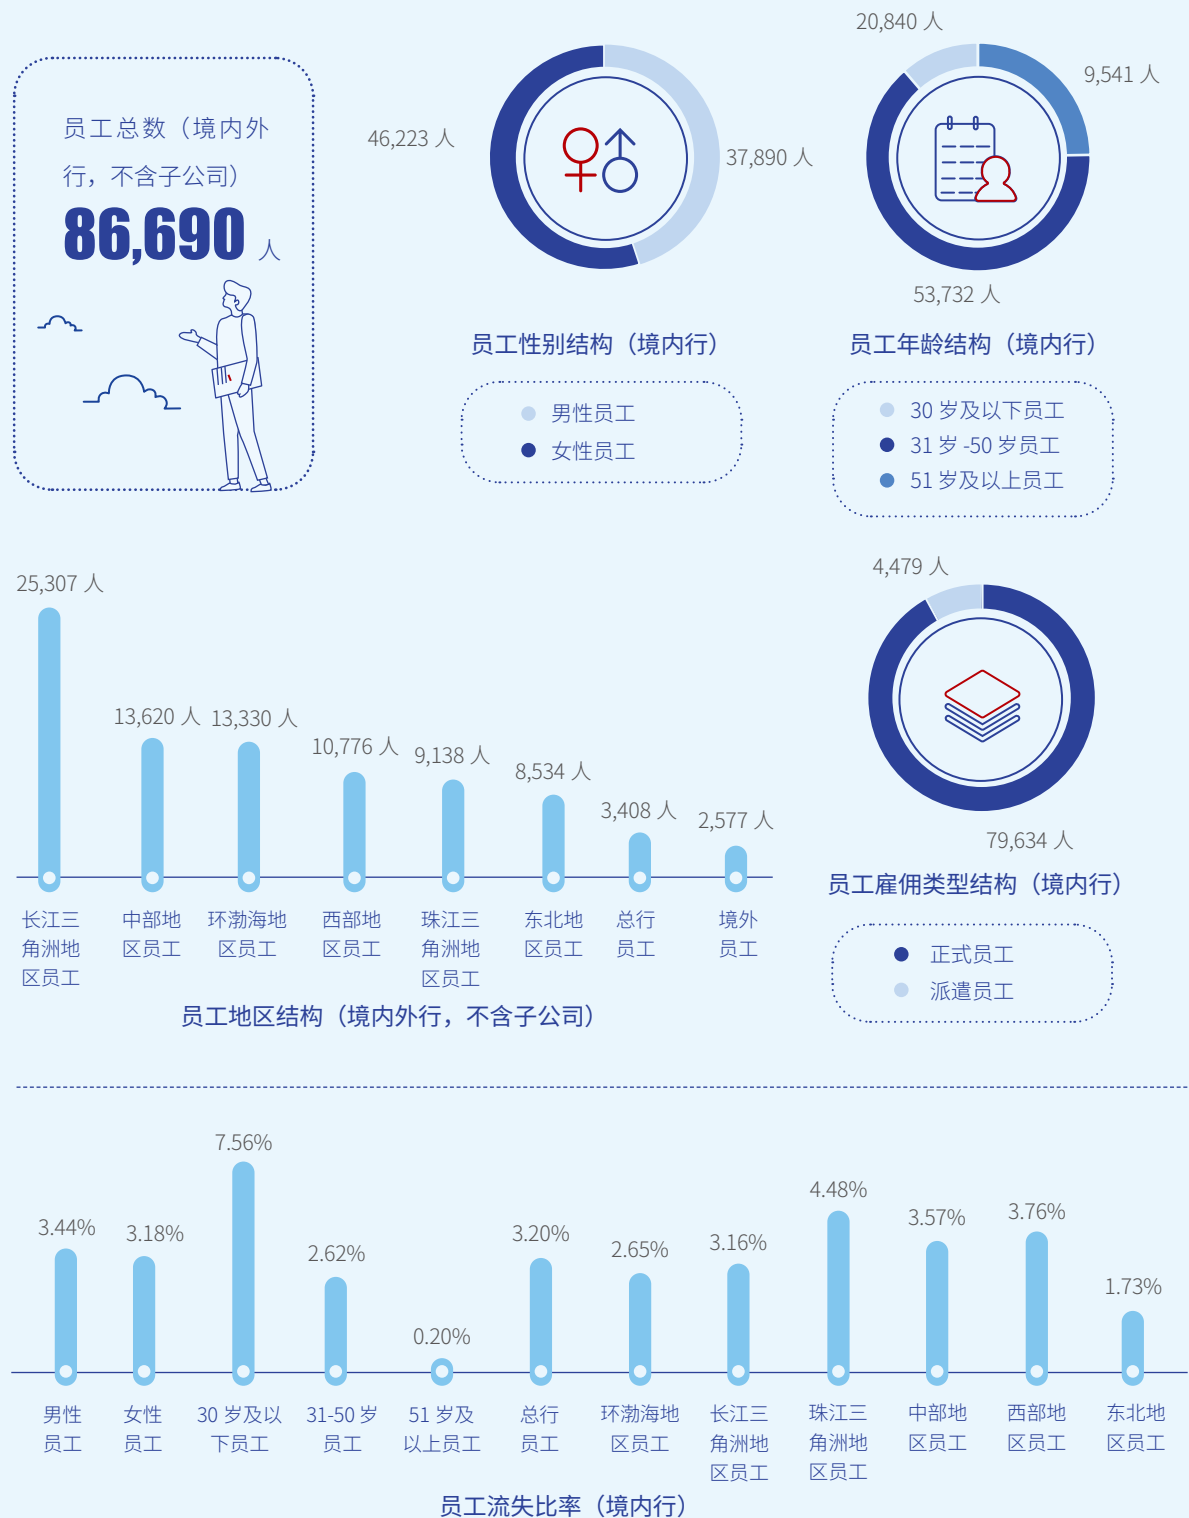 员工总数（境内外
行，不含子公司）
86,690 人
46,223 人
37,890 人
员工性别结构（境内行）
男性员工
女性员工
20,840 人
9,541 人
53,732 人
员工年龄结构（境内行）
30 岁及以下员工
31 岁 -50 岁员工
51 岁及以上员工
25,307 人
13,620 人
13,330 人
10,776 人
9,138 人
8,534 人
3,408 人
2,577 人
长江三
角洲地
区员工
中部地
区员工
环渤海地
区员工
西部地
区员工
珠江三
角洲地
区员工
东北地
区员工
总行
员工
境外
员工
员工地区结构（境内外行，不含子公司）
4,479 人
79,634 人
员工雇佣类型结构（境内行）
正式员工
派遣员工
3.44%
3.18%
7.56%
2.62%
0.20%
3.20%
2.65%
3.16%
4.48%
3.57%
3.76%
1.73%
男性
员工
女性
员工
30 岁及以
下员工
31-50 岁
员工
51 岁及
以上员工
总行
员工
环渤海地
区员工
长江三
角洲地
区员工
珠江三
角洲地
区员工
中部地
区员工
西部地
区员工
东北地
区员工
员工流失比率（境内行）